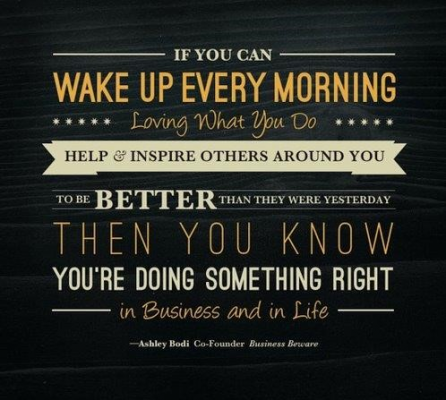 IF YOU CAN
WAKE UP EVERY MORNING
Loving What You Do
HELP & INSPIRE OTHERS AROUND YOU
TO BE BETTER THAN THEY WERE YESTERDAY
THEN YOU KNOW
YOU'RE DOING SOMETHING RIGHT
in Business and in Life
—Ashley Bodi Co-Founder Business Beware